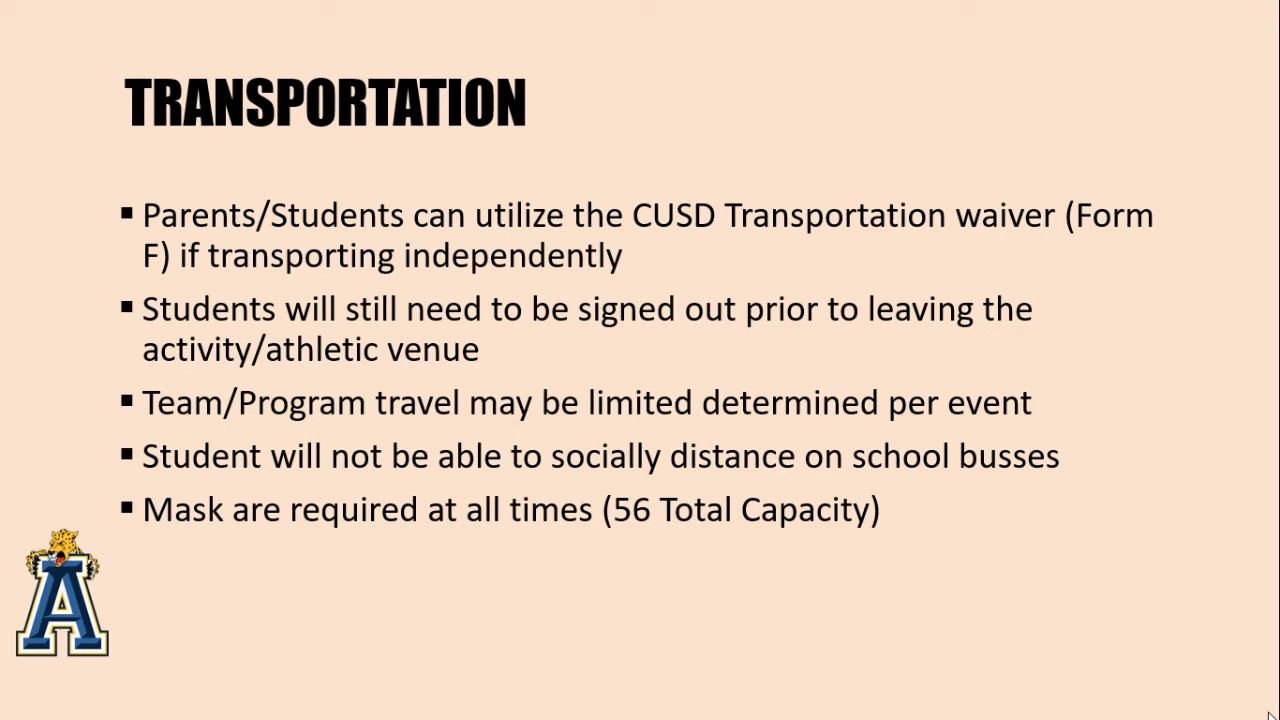 TRANSPORTATION
▪ Parents/Students can utilize the CUSD Transportation waiver (Form
F) if transporting independently
▪ Students will still need to be signed out prior to leaving the
activity/athletic venue
▪ Team/Program travel may be limited determined per event
▪ Student will not be able to socially distance on school busses
▪ Mask are required at all times (56 Total Capacity)
A